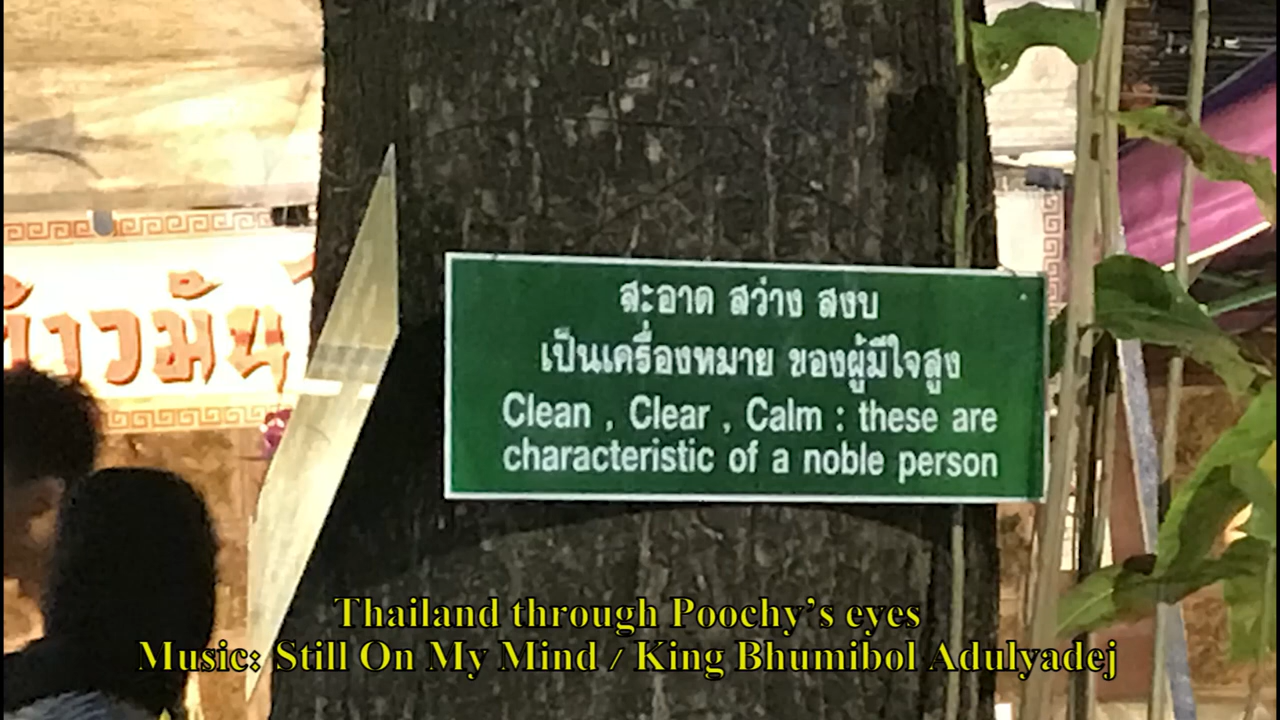 สะอาด สว่าง สงบ
เป็นเครื่องหมาย ของผู้มีใจสูง
Clean , Clear , Calm : these are
characteristic of a noble person
Thailand through Poochy's eyes
Music: Still On My Mind / King Bhumibol Adulyadej